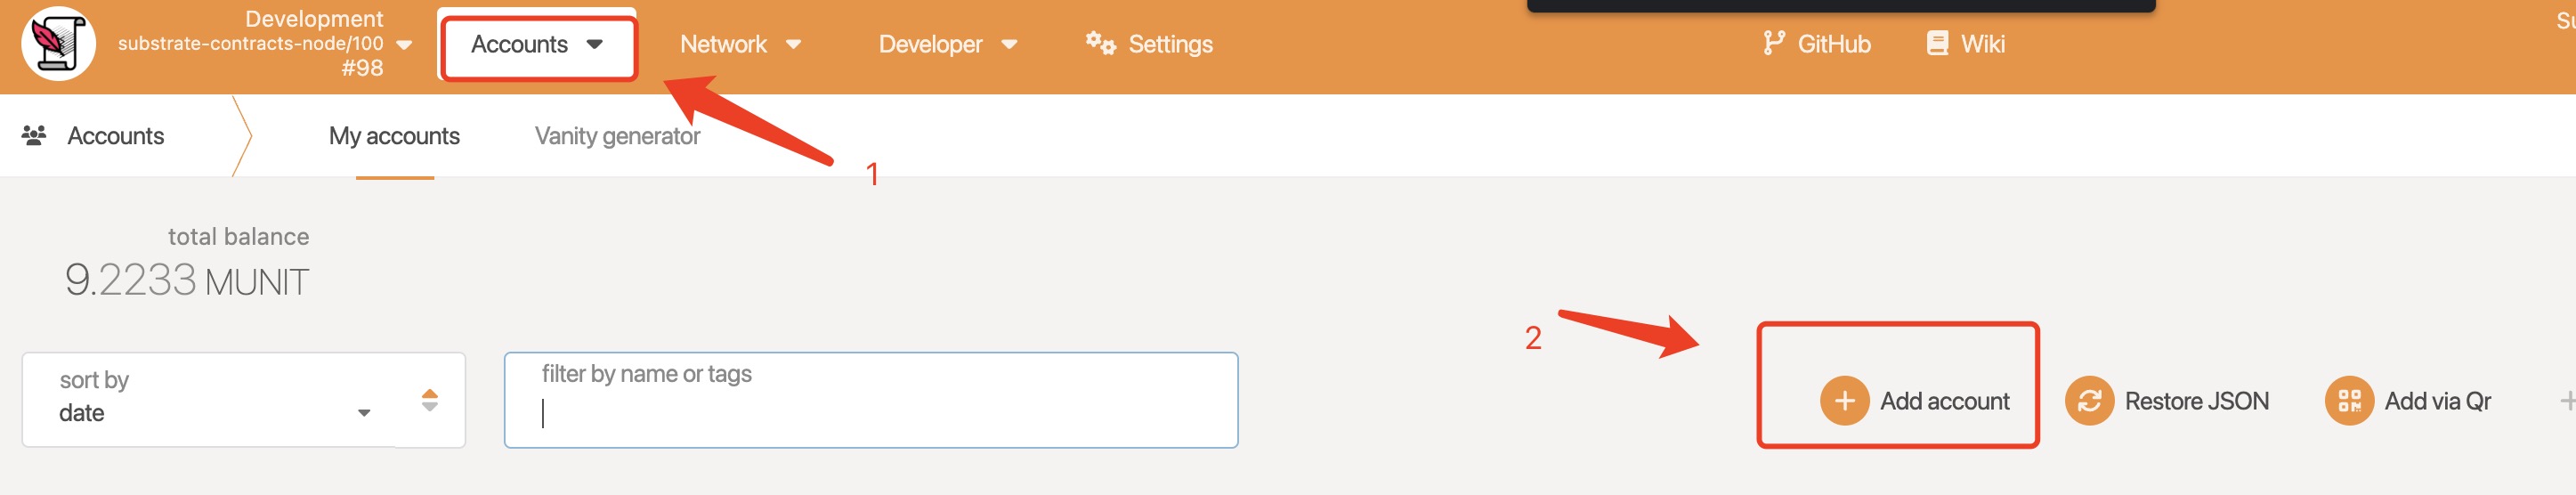 Development
substrate-contracts-node/100
#98
Accounts
Network
Developer
Settings
GitHub
Wiki
Accounts
My accounts
Vanity generator
1
total balance
9.2233 MUNIT
2
sort by
date
filter by name or tags
Add account
Restore JSON
Add via Qr